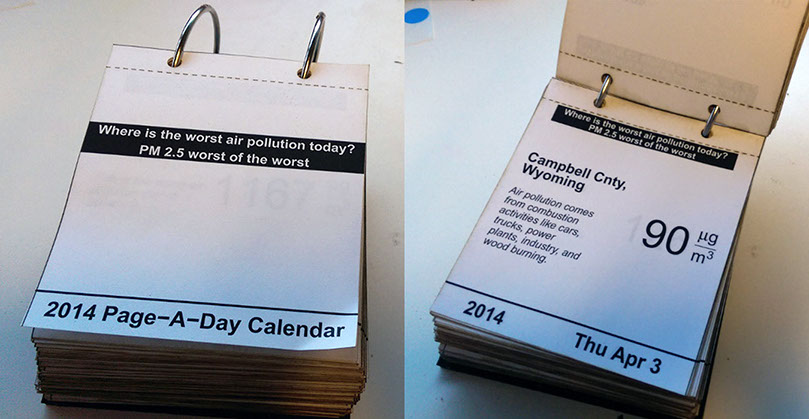 Where is the worst air pollution today?
PM 2.5 worst of the worst
2014 Page-A-Day Calendar
Where is the worst air pollution today?
PM 2.5 worst of the worst
Campbell Cnty,
Wyoming
Air pollution comes
from combustion
activities like cars,
trucks, power
plants, industry, and
wood burning.
90 µg
m³
2014
Thu Apr 3